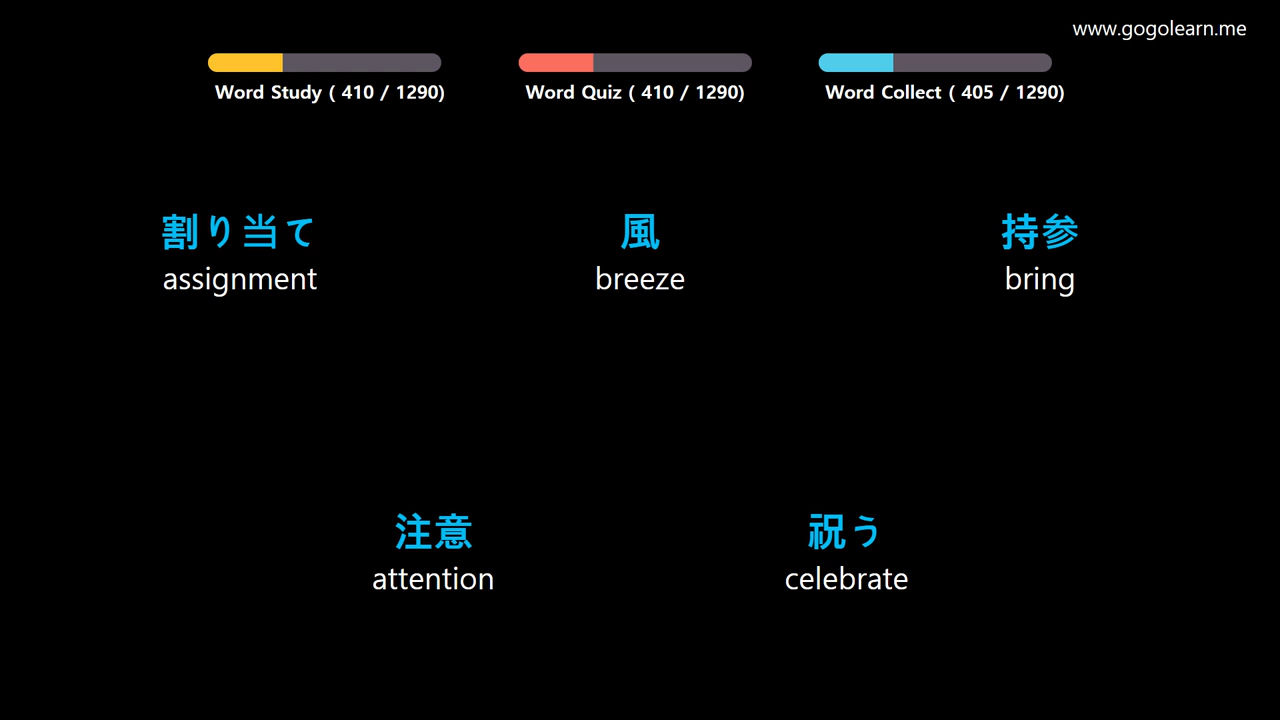 www.gogolearn.me
Word Study ( 410 / 1290)
Word Quiz ( 410 / 1290)
Word Collect ( 405 / 1290)
割り当て
assignment
風
breeze
持参
bring
注意
attention
祝う
celebrate